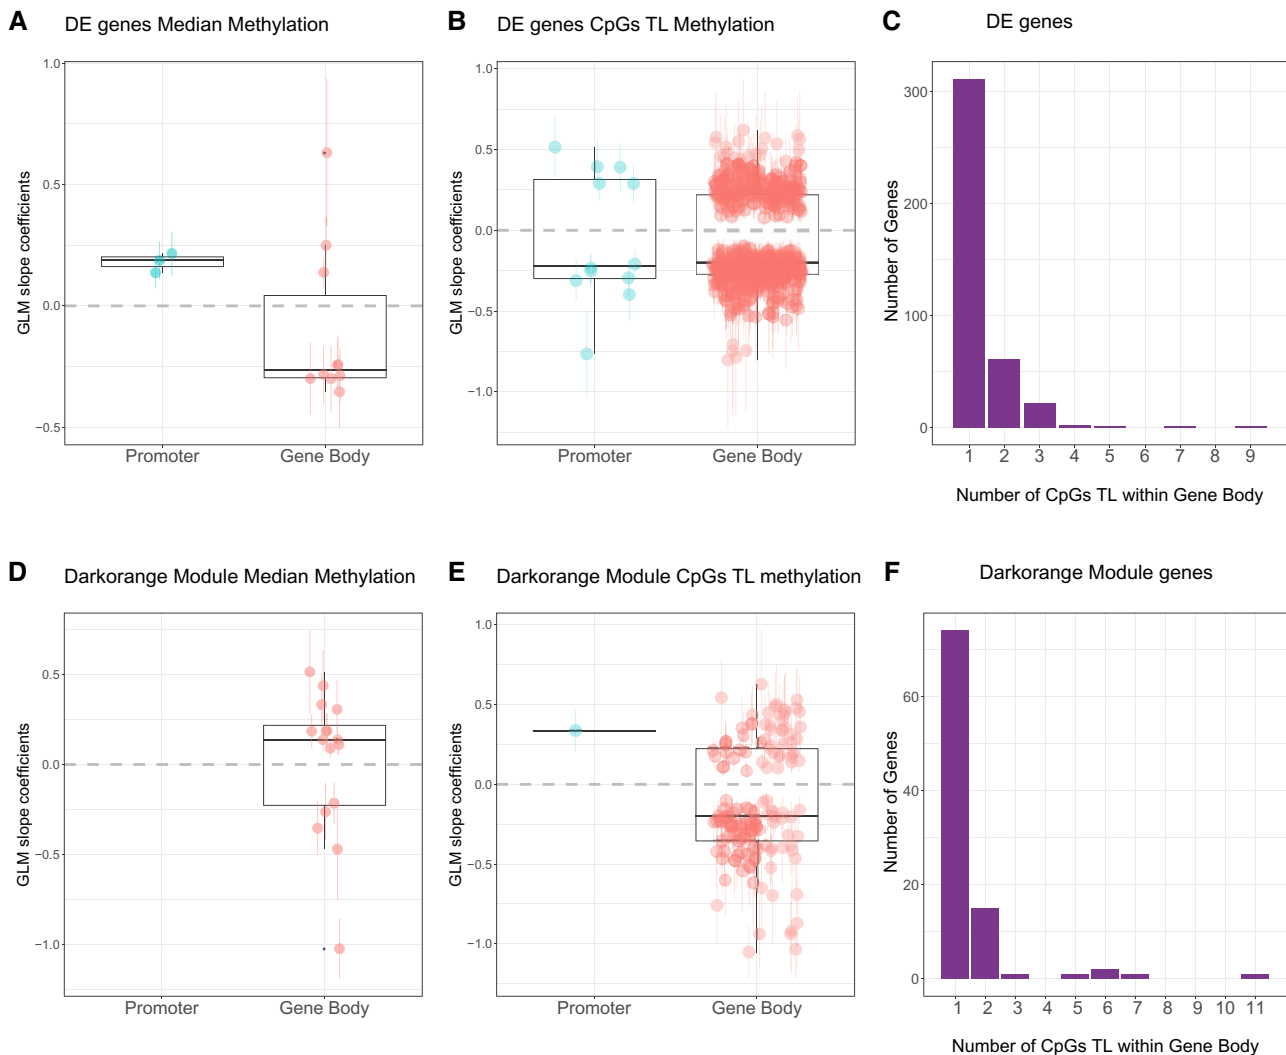 A DE genes Median Methylation
GLM slope coefficients
1.0
0.5
0.0
−0.5
Promoter Gene Body
B DE genes CpGs TL Methylation
GLM slope coefficients
1.0
0.5
0.0
−0.5
−1.0
Promoter Gene Body
C DE genes
Number of Genes
300
200
100
0
1 2 3 4 5 6 7 8 9
Number of CpGs TL within Gene Body
D Darkorange Module Median Methylation
GLM slope coefficients
0.5
0.0
−0.5
−1.0
Promoter Gene Body
E Darkorange Module CpGs TL methylation
GLM slope coefficients
1.0
0.5
0.0
−0.5
−1.0
Promoter Gene Body
F Darkorange Module genes
Number of Genes
60
40
20
0
1 2 3 4 5 6 7 8 9 10 11
Number of CpGs TL within Gene Body